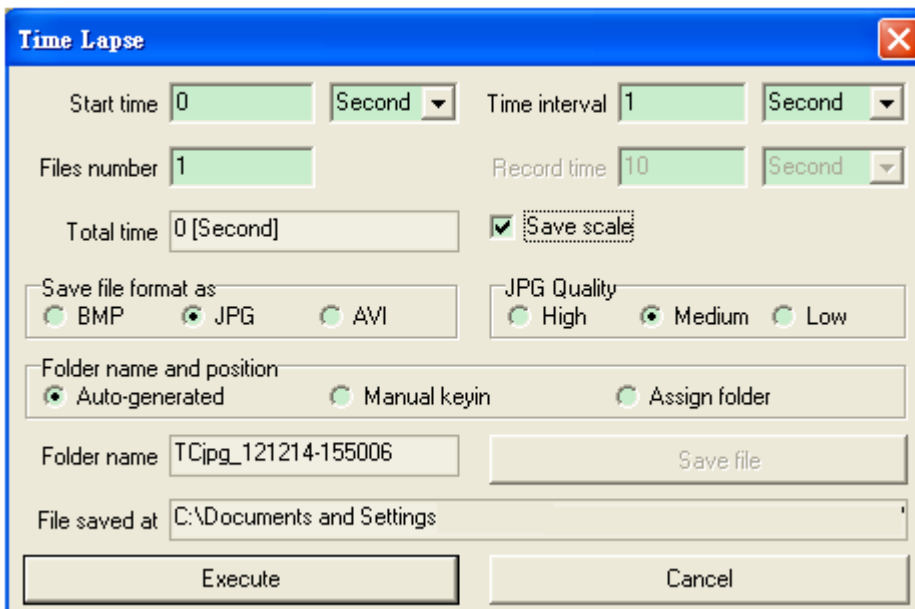 Time Lapse
Start time 0 Second Time interval 1 Second
Files number 1 Record time 10 Second
Total time 0 [Second] Save scale
Save file format as JPG Quality
BMP JPG AVI High Medium Low
Folder name and position
Auto-generated Manual keyin Assign folder
Folder name TCjpg_121214-155006 Save file
File saved at C:\Documents and Settings '
Execute Cancel